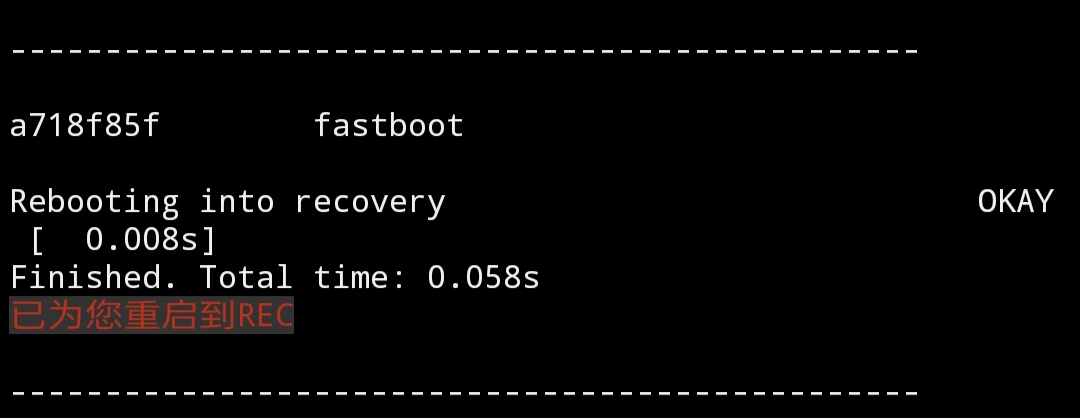 ------------------------------------------------
a718f85f        fastboot
Rebooting into recovery                            OKAY
 [  0.008s]
Finished. Total time: 0.058s
已为您重启到REC
------------------------------------------------